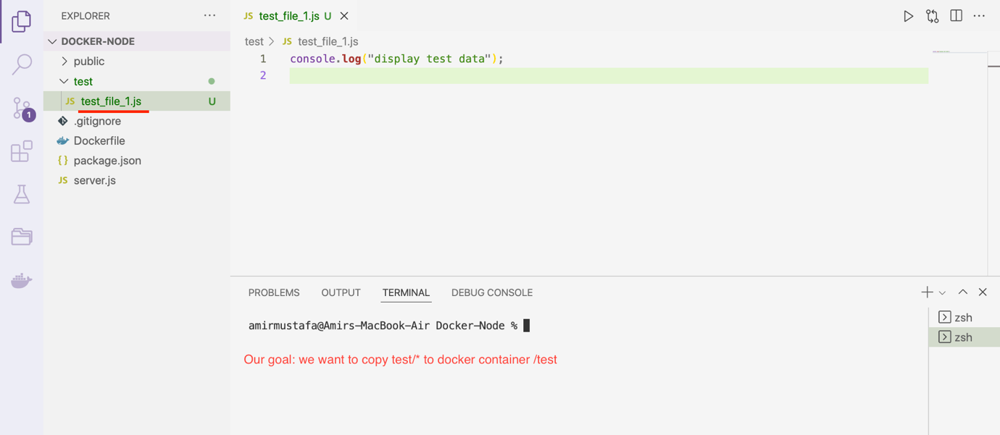 EXPLORER
DOCKER-NODE
public
test
JS test_file_1.js U
.gitignore
Dockerfile
{} package.json
JS server.js
1
JS test_file_1.js U
test > JS test_file_1.js
1 console.log("display test data");
2
PROBLEMS OUTPUT TERMINAL DEBUG CONSOLE
amirmustafa@Amirs-MacBook-Air Docker-Node %
Our goal: we want to copy test/* to docker container /test
zsh
zsh